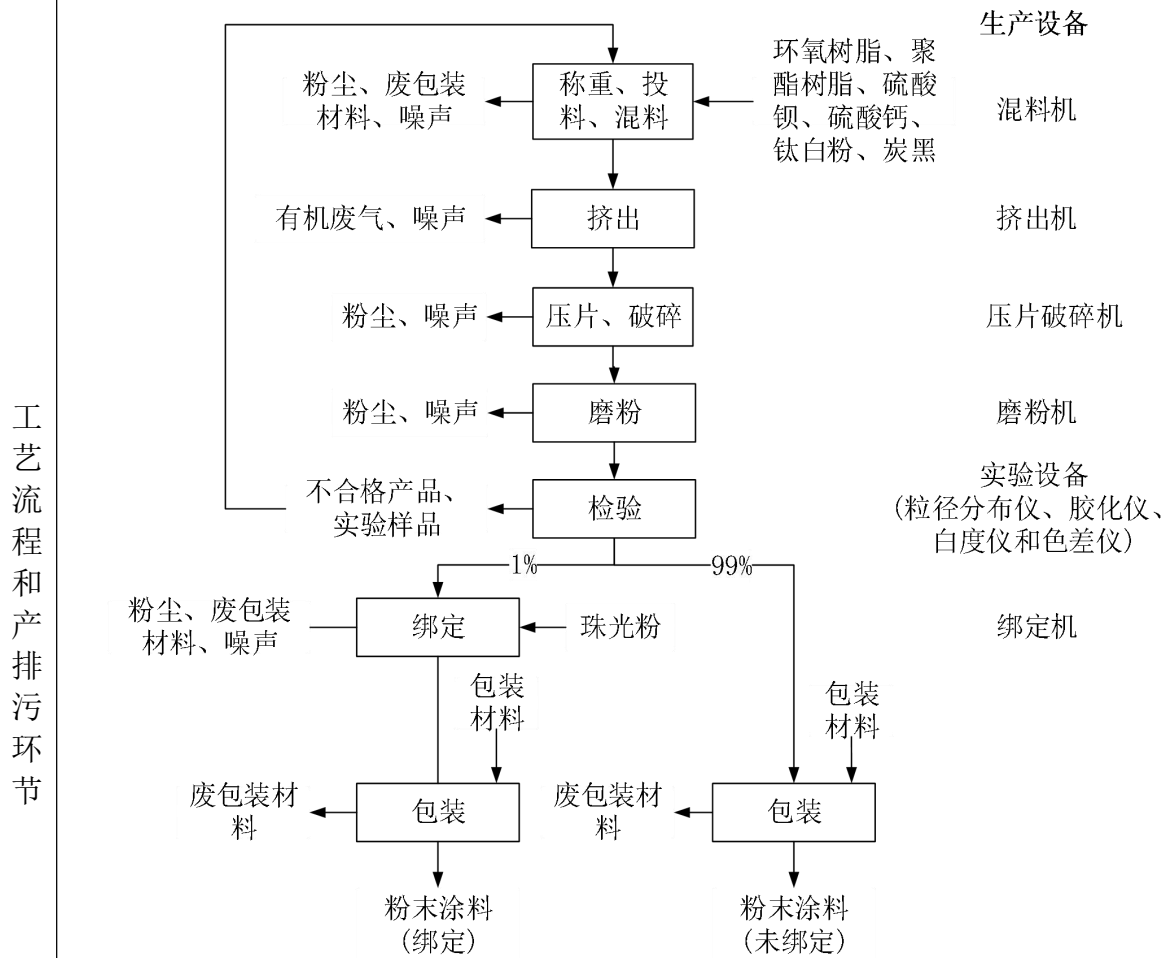 生产设备
环氧树脂、聚
酯树脂、硫酸
钡、硫酸钙、
钛白粉、炭黑
粉尘、废包装
材料、噪声
称重、投
料、混料
混料机
有机废气、噪声
挤出
挤出机
粉尘、噪声
压片、破碎
压片破碎机
粉尘、噪声
磨粉
磨粉机
不合格产品、
实验样品
检验
实验设备
(粒径分布仪、胶化仪、
白度仪和色差仪)
1%
99%
粉尘、废包装
材料、噪声
绑定
珠光粉
绑定机
包装
材料
包装
材料
废包装材
料
包装
废包装材
料
包装
粉末涂料
(绑定)
粉末涂料
(未绑定)
工艺流程和产排污环节